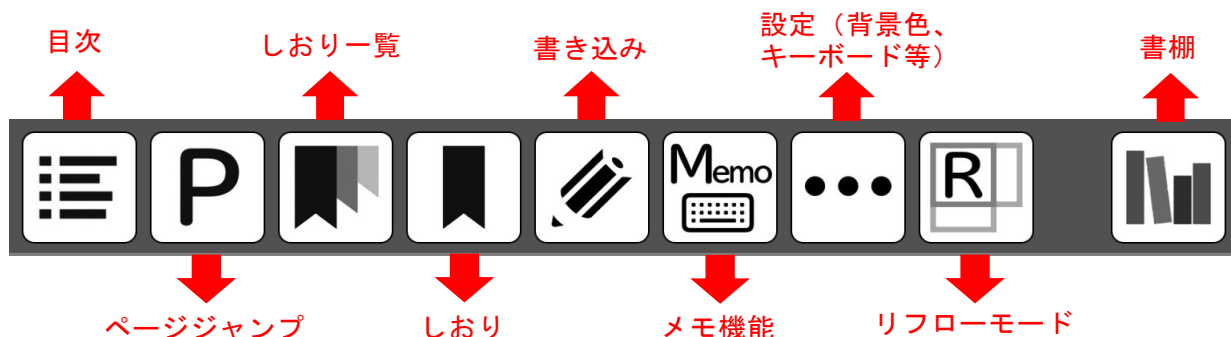 目次
しおり一覧
書き込み
設定（背景色、
キーボード等）
書棚
P
Memo
R
ページジャンプ
しおり
メモ機能
リフローモード